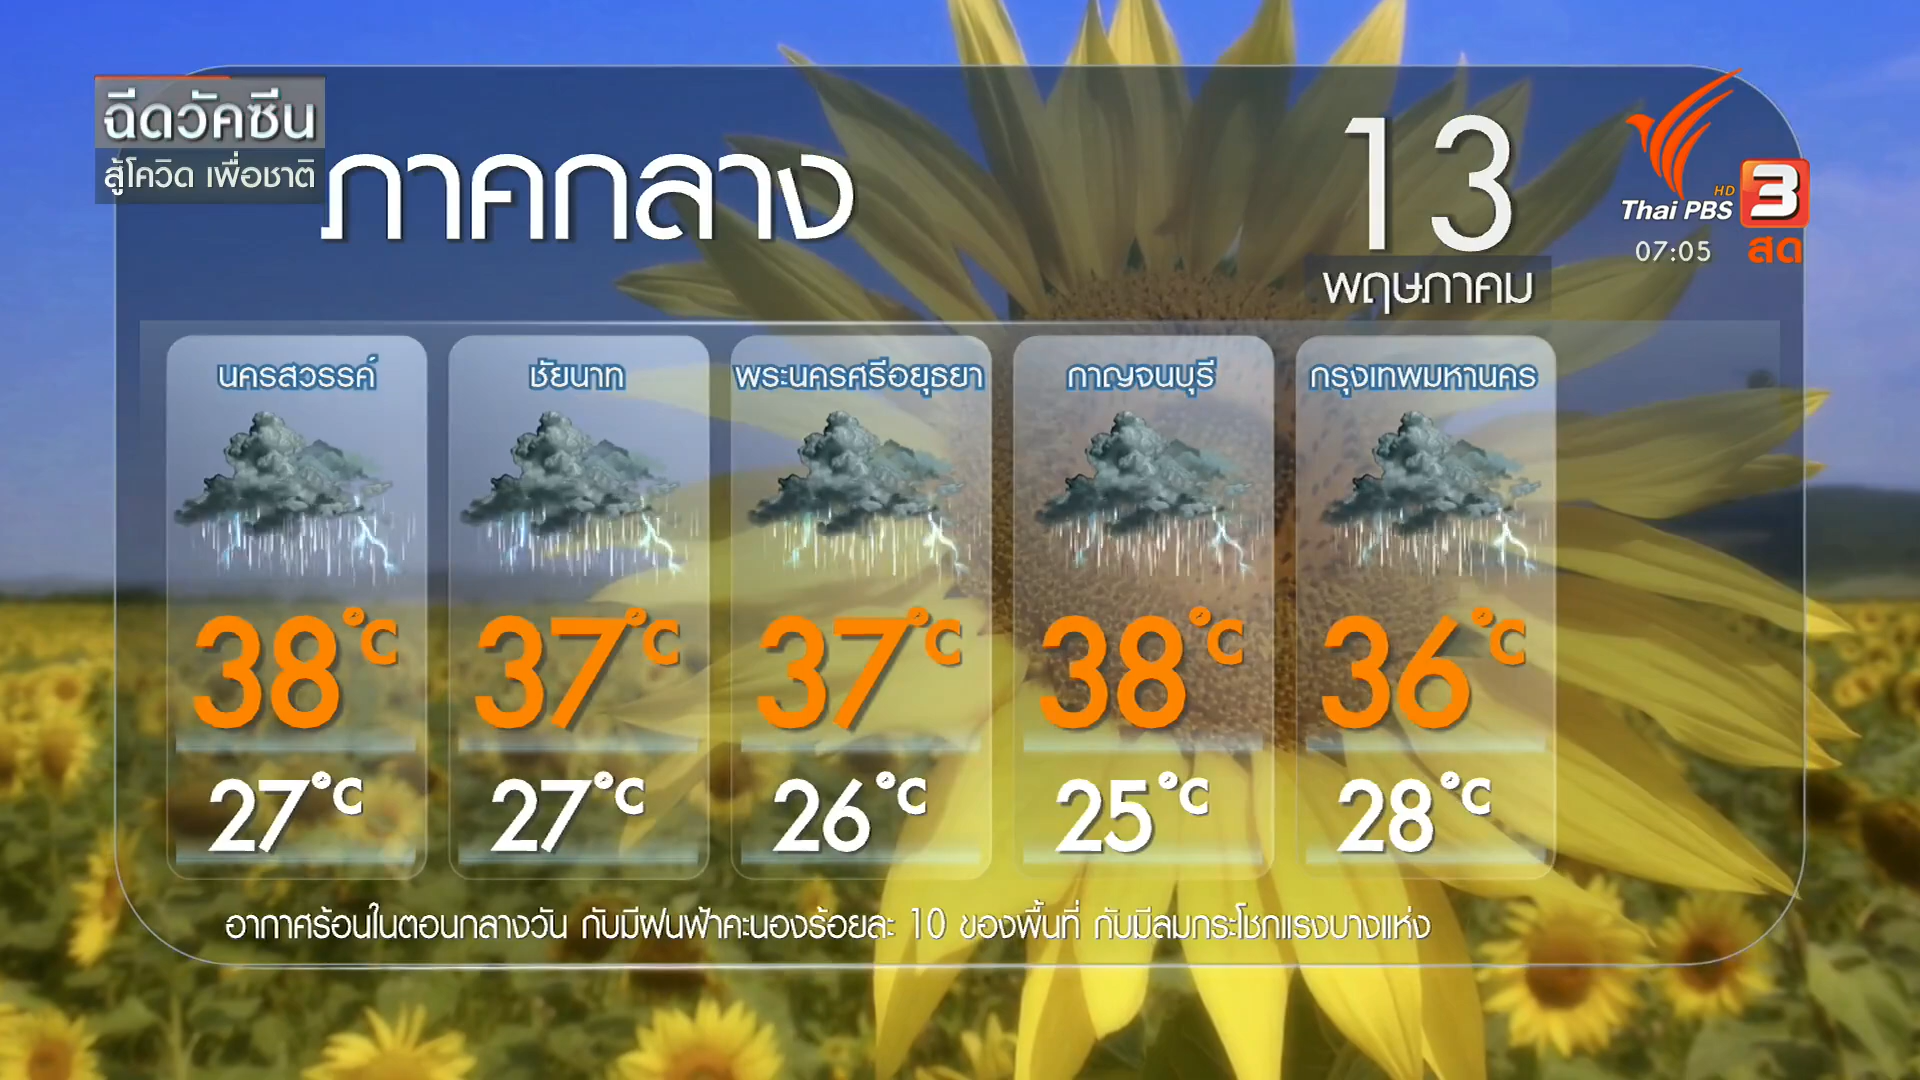 ฉีดวัคซีน
สู้โควิด เพื่อชาติ
ภาคกลาง
13
พฤษภาคม
HD
Thai PBS 3
07:05 สด
นครสวรรค์ ชัยนาท พระนครศรีอยุธยา กาญจนบุรี กรุงเทพมหานคร
38°C 37°C 37°C 38°C 36°C
27°C 27°C 26°C 25°C 28°C
อากาศร้อนในตอนกลางวัน กับมีฝนฟ้าคะนองร้อยละ 10 ของพื้นที่ กับมีลมกระโชกแรงบางแห่ง